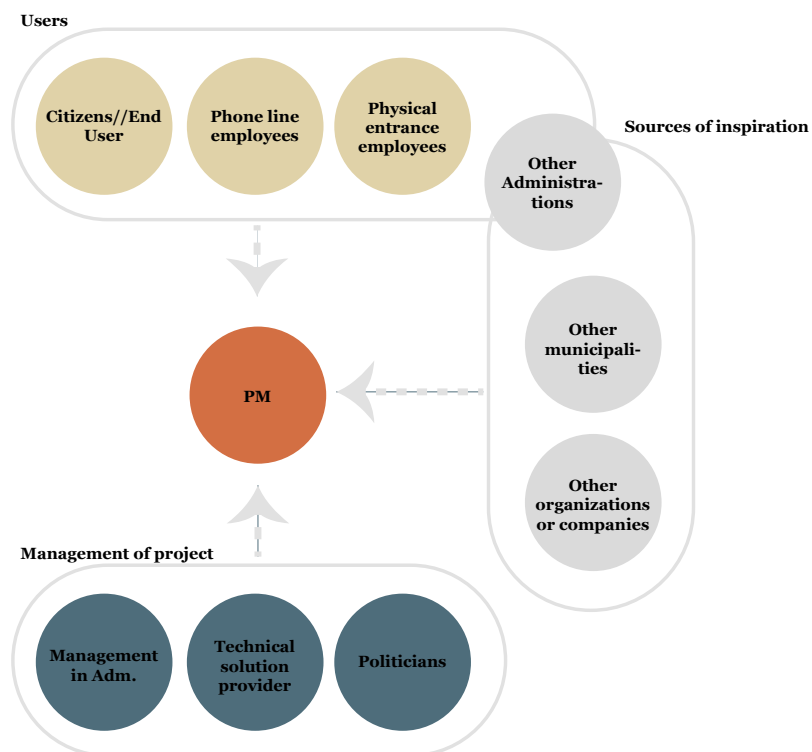 Users
Citizens//End
User
Phone line
employees
Physical
entrance
employees
Sources of inspiration
Other
Administra-
tions
Other
municipali-
ties
PM
Other
organizations
or companies
Management of project
Management
in Adm.
Technical
solution
provider
Politicians